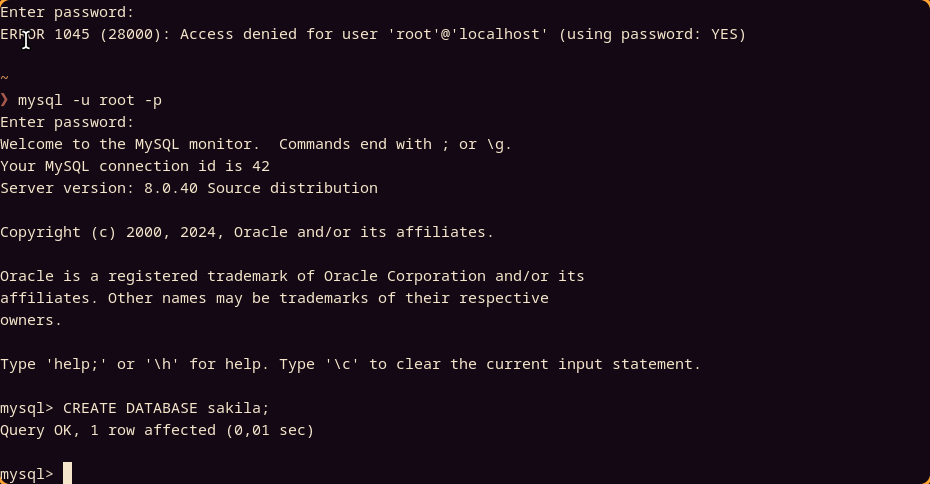 Enter password:
ERROR 1045 (28000): Access denied for user 'root'@'localhost' (using password: YES)
~
❯ mysql -u root -p
Enter password:
Welcome to the MySQL monitor.  Commands end with ; or \g.
Your MySQL connection id is 42
Server version: 8.0.40 Source distribution
Copyright (c) 2000, 2024, Oracle and/or its affiliates.
Oracle is a registered trademark of Oracle Corporation and/or its
affiliates. Other names may be trademarks of their respective
owners.
Type 'help;' or '\h' for help. Type '\c' to clear the current input statement.
mysql> CREATE DATABASE sakila;
Query OK, 1 row affected (0,01 sec)
mysql>